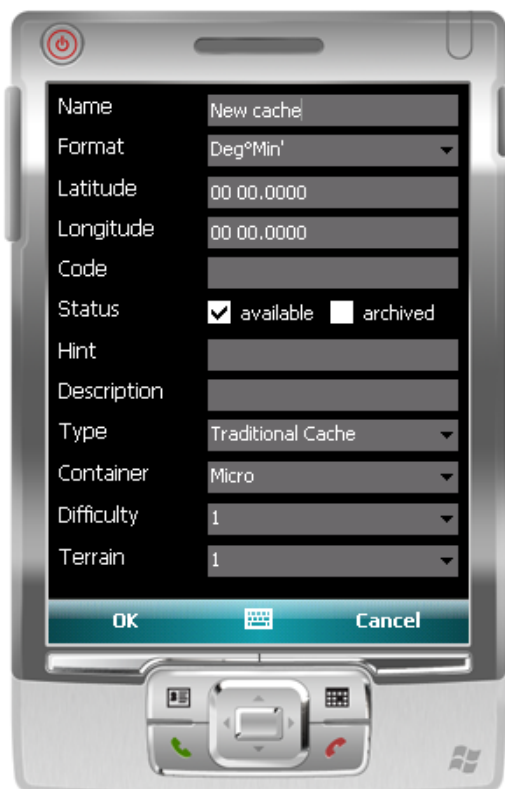 Name New cache
Format Deg°Min'
Latitude 00 00.0000
Longitude 00 00.0000
Code
Status available archived
Hint
Description
Type Traditional Cache
Container Micro
Difficulty 1
Terrain 1
OK Cancel